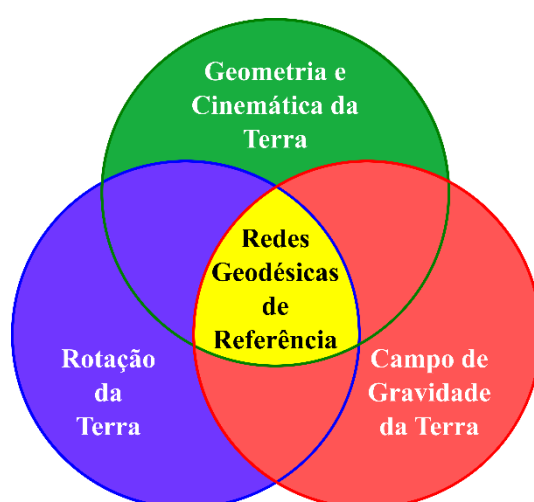 Geometria e
Cinemática da
Terra
Redes
Geodésicas
de
Referência
Rotação
da
Terra
Campo de
Gravidade
da Terra